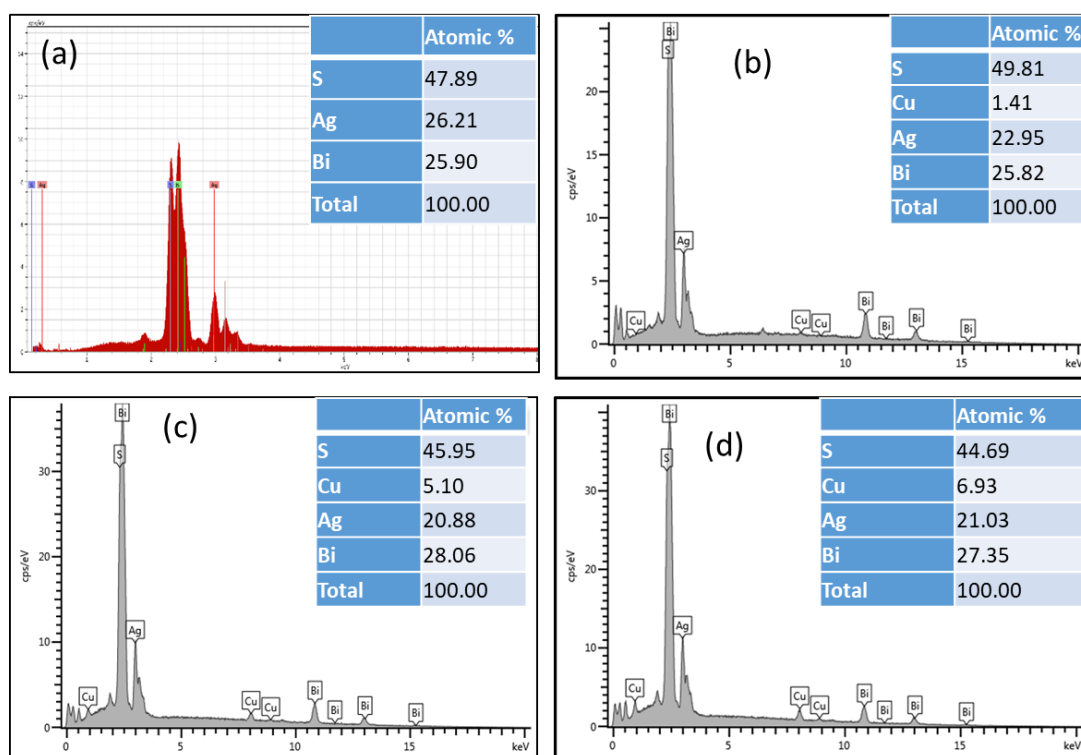 (a)
Atomic %
S 47.89
Ag 26.21
Bi 25.90
Total 100.00
Ag
Ag
1 2 3
(b)
Atomic %
S 49.81
Cu 1.41
Ag 22.95
Bi 25.82
Total 100.00
cps/eV
20
15
10
5
0
Bi
S
Ag
Cu
Cu
Cu
Bi
Bi
Bi
Bi
0 5 10 15 keV
(c)
Atomic %
S 45.95
Cu 5.10
Ag 20.88
Bi 28.06
Total 100.00
cps/eV
30
20
10
0
Bi
S
Ag
Cu
Cu
Cu
Bi
Bi
Bi
Bi
0 5 10 15 keV
(d)
Atomic %
S 44.69
Cu 6.93
Ag 21.03
Bi 27.35
Total 100.00
cps/eV
30
20
10
0
Bi
S
Ag
Cu
Cu
Cu
Bi
Bi
Bi
Bi
0 5 10 15 keV